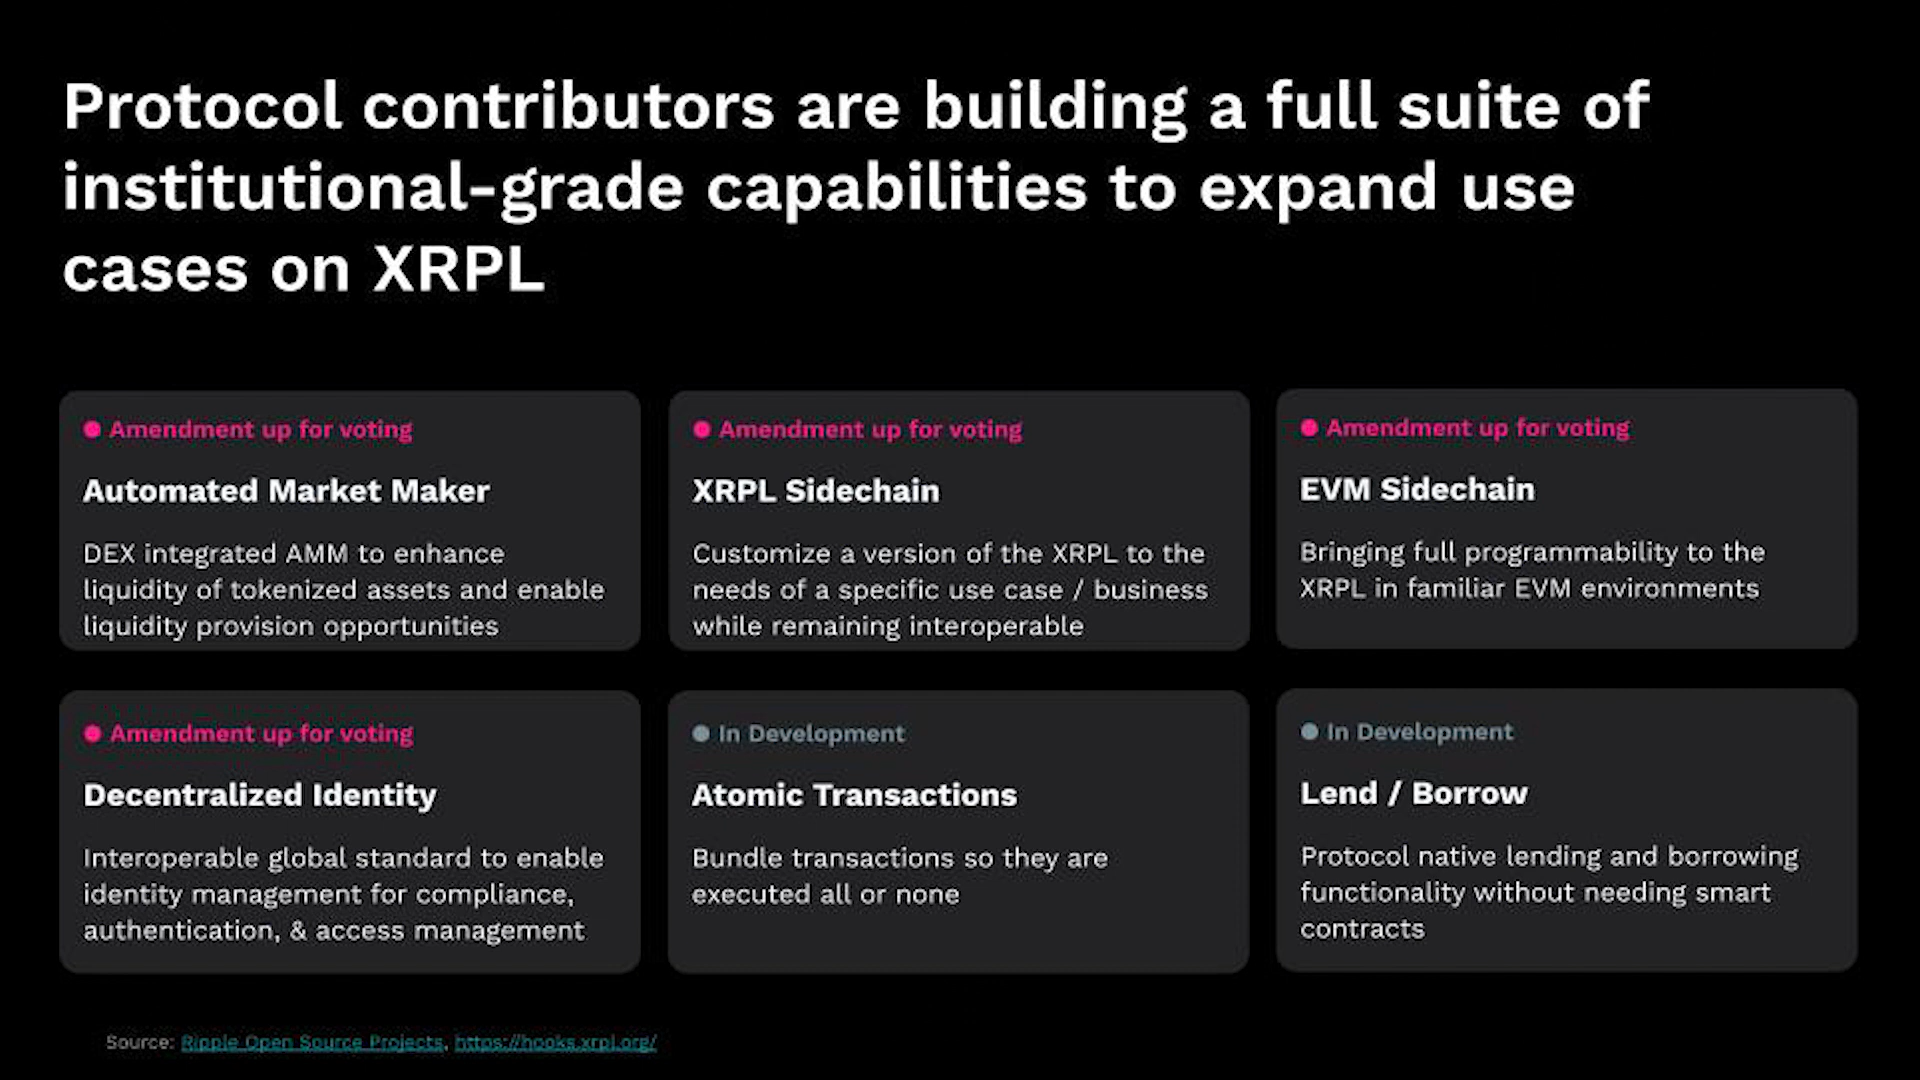 Protocol contributors are building a full suite of
institutional-grade capabilities to expand use
cases on XRPL
Amendment up for voting
Automated Market Maker
DEX integrated AMM to enhance
liquidity of tokenized assets and enable
liquidity provision opportunities
Amendment up for voting
XRPL Sidechain
Customize a version of the XRPL to the
needs of a specific use case / business
while remaining interoperable
Amendment up for voting
EVM Sidechain
Bringing full programmability to the
XRPL in familiar EVM environments
Amendment up for voting
Decentralized Identity
Interoperable global standard to enable
identity management for compliance,
authentication, & access management
In Development
Atomic Transactions
Bundle transactions so they are
executed all or none
In Development
Lend / Borrow
Protocol native lending and borrowing
functionality without needing smart
contracts
Source: Ripple Open Source Projects, https://hooks.xrpl.org/